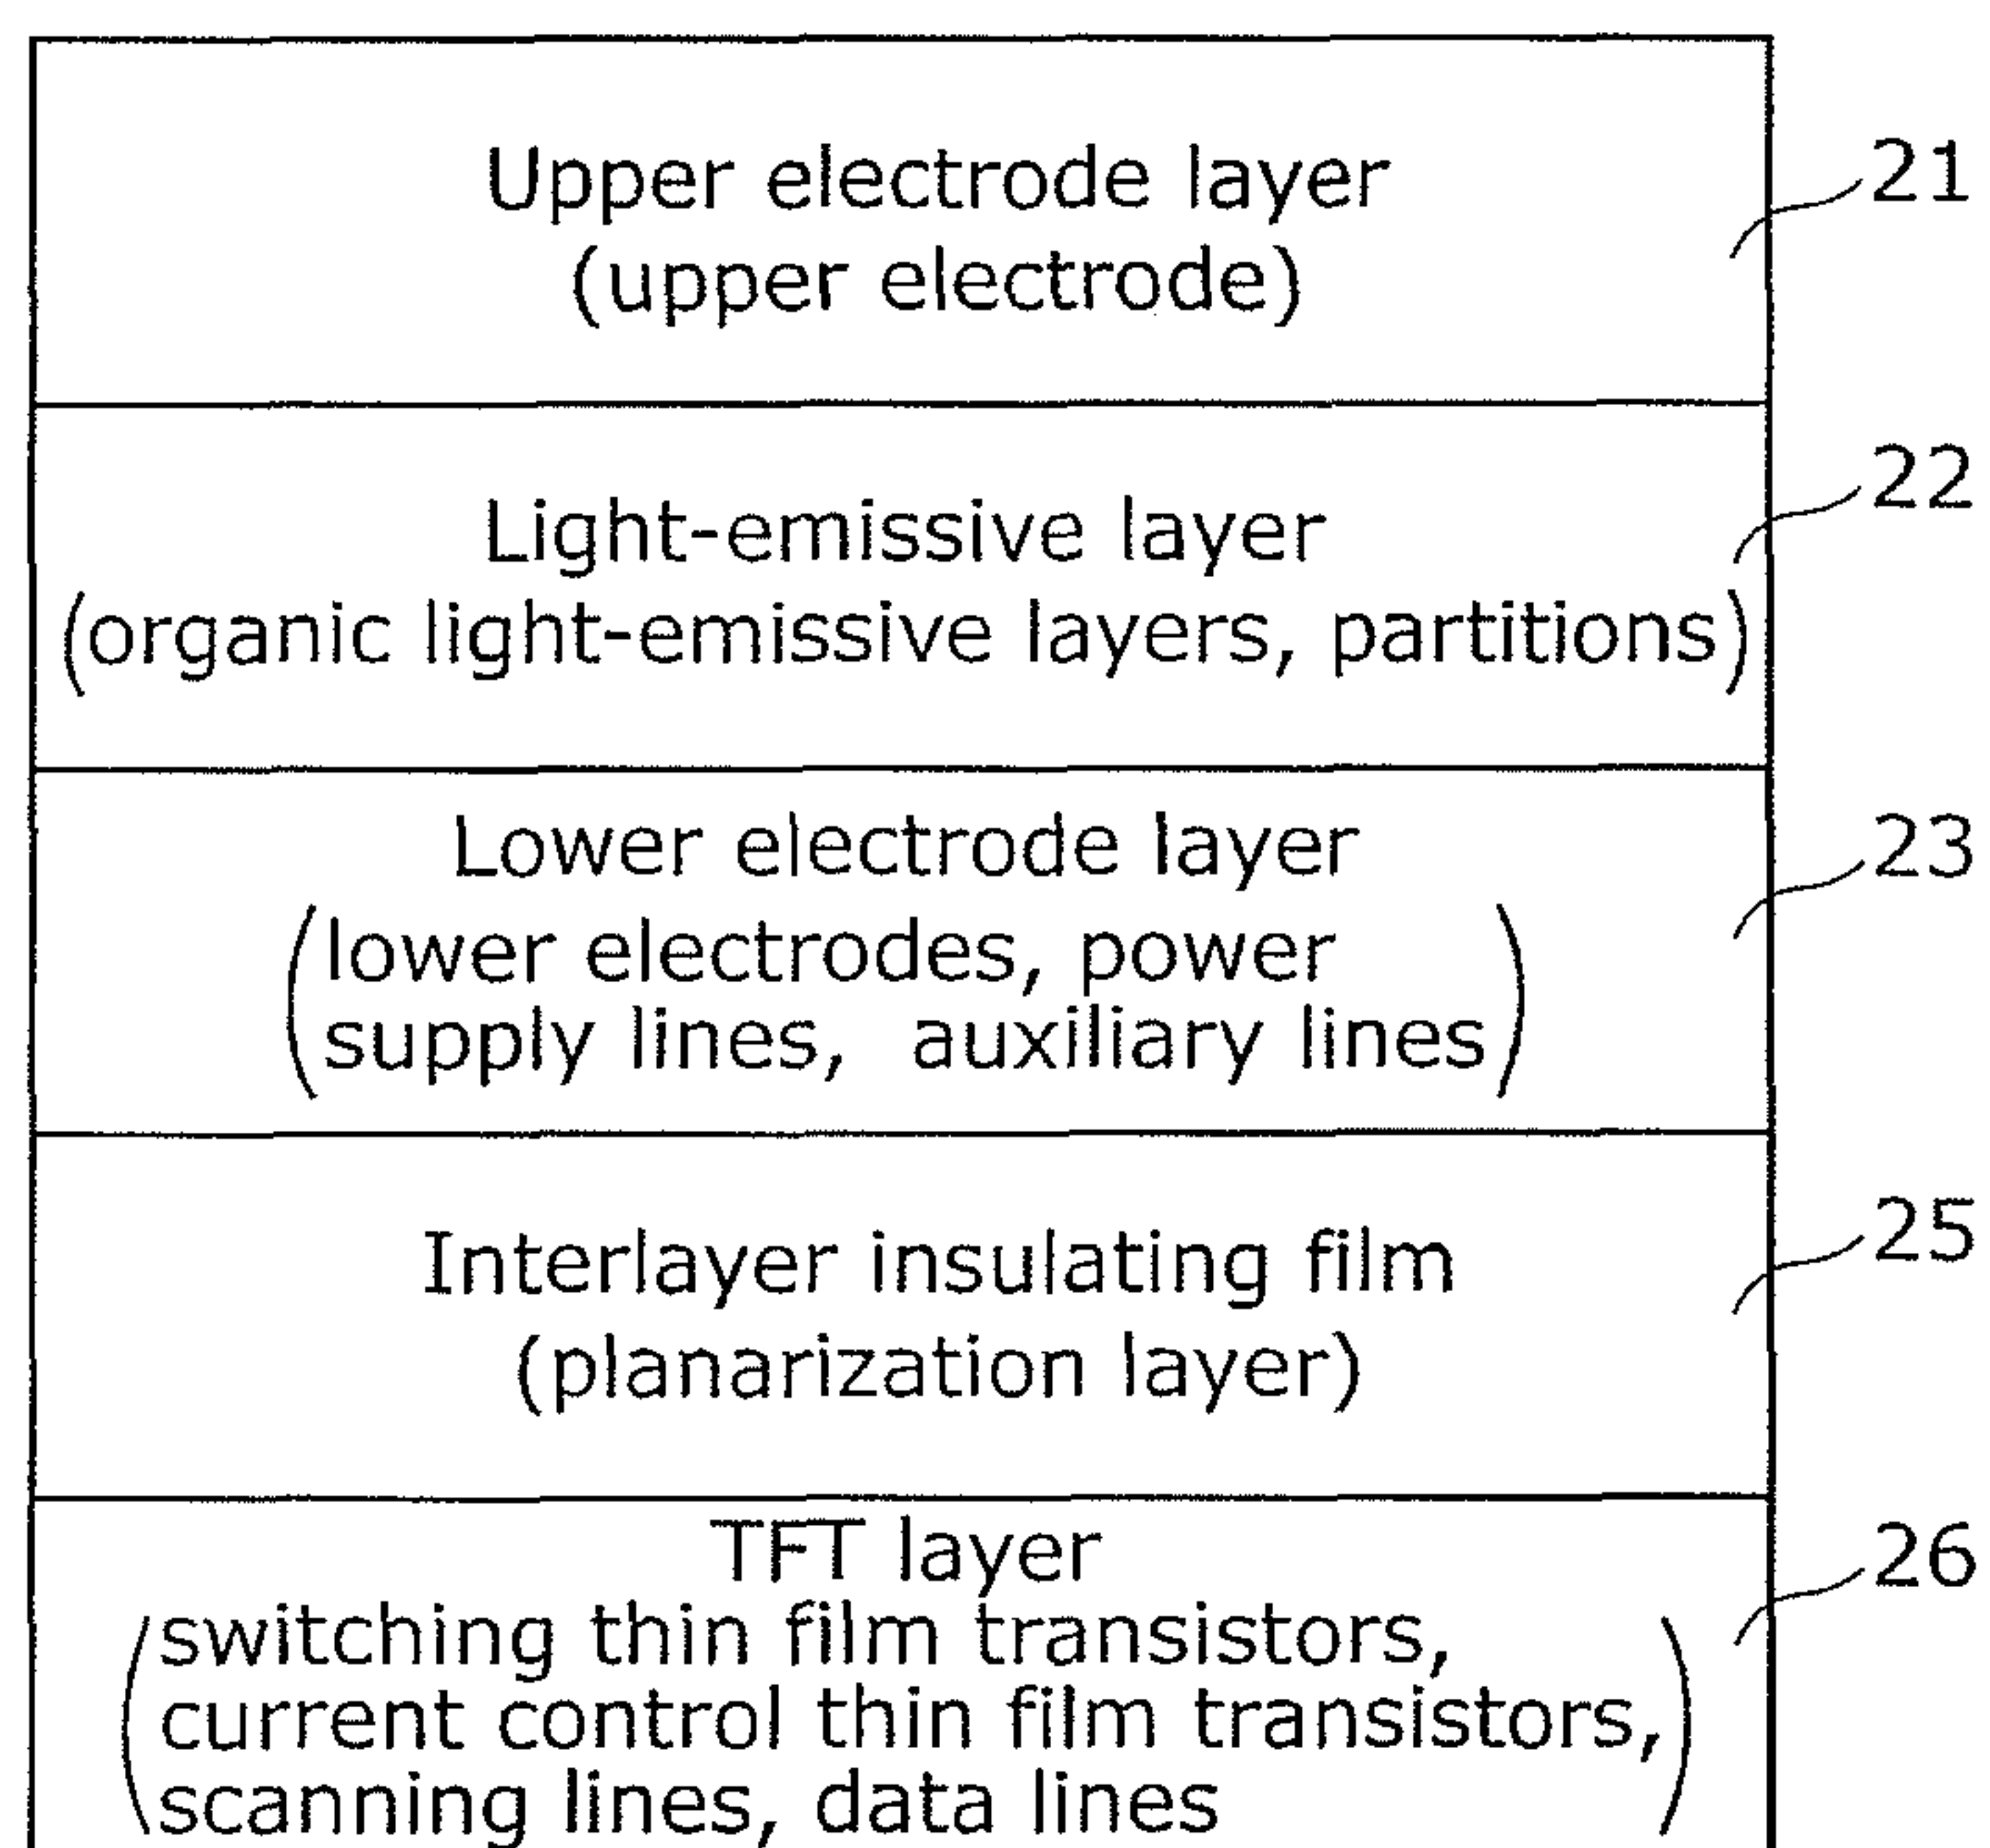 Upper electrode layer
(upper electrode)
21
Light-emissive layer
(organic light-emissive layers, partitions)
22
Lower electrode layer
(lower electrodes, power
supply lines, auxiliary lines)
23
Interlayer insulating film
(planarization layer)
25
TFT layer
(switching thin film transistors,
current control thin film transistors,
scanning lines, data lines)
26